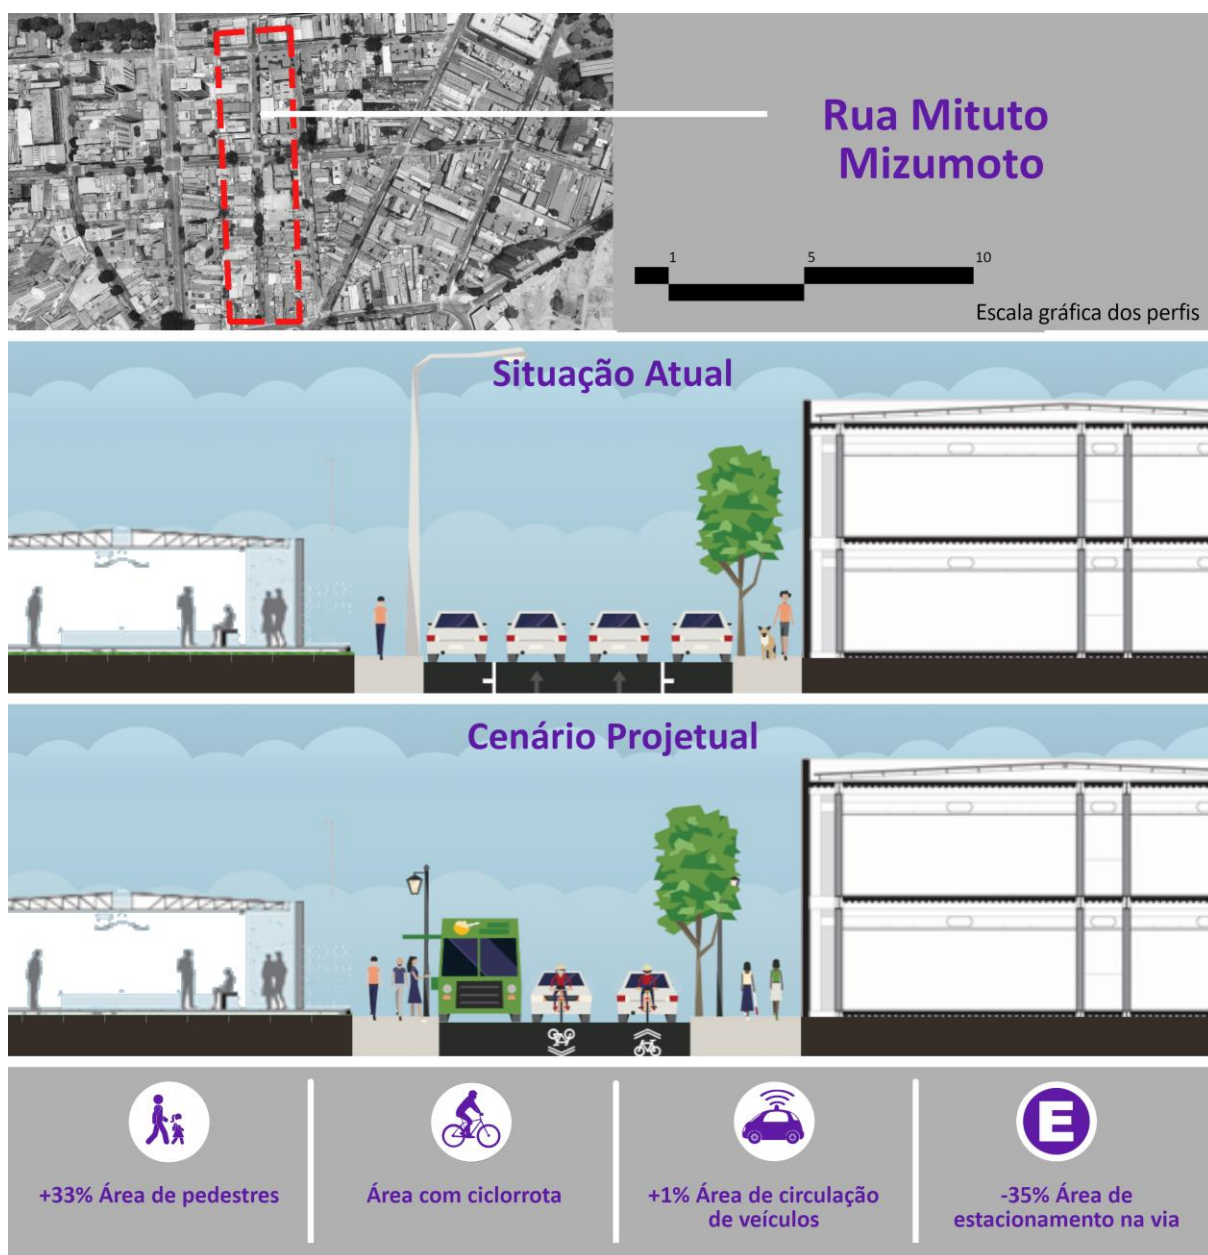 Rua Mituto
Mizumoto
1 5 10
Escala gráfica dos perfis
Situação Atual
Cenário Projetual
E
+33% Área de pedestres
Área com ciclorrota
+1% Área de circulação
de veículos
-35% Área de
estacionamento na via